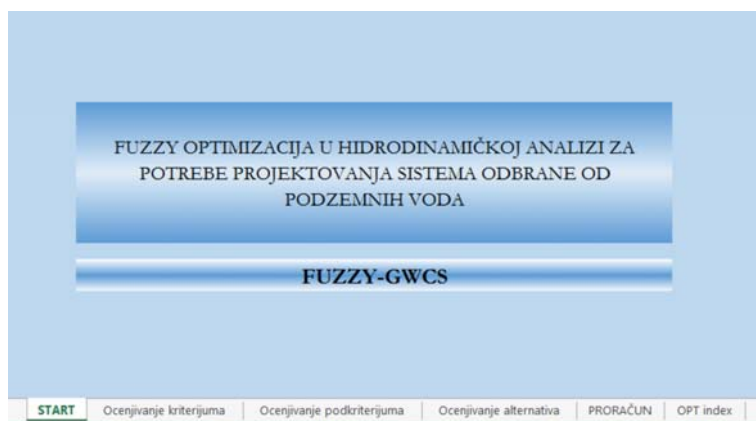 FUZZY OPTIMIZACIJA U HIDRODINAMIČKOJ ANALIZI ZA
POTREBE PROJEKTOVANJA SISTEMA ODBRANE OD
PODZEMNIH VODA
FUZZY-GWCS
START Ocenjivanje kriterijuma Ocenjivanje podkriterijuma Ocenjivanje alternativa PRORAČUN OPT index